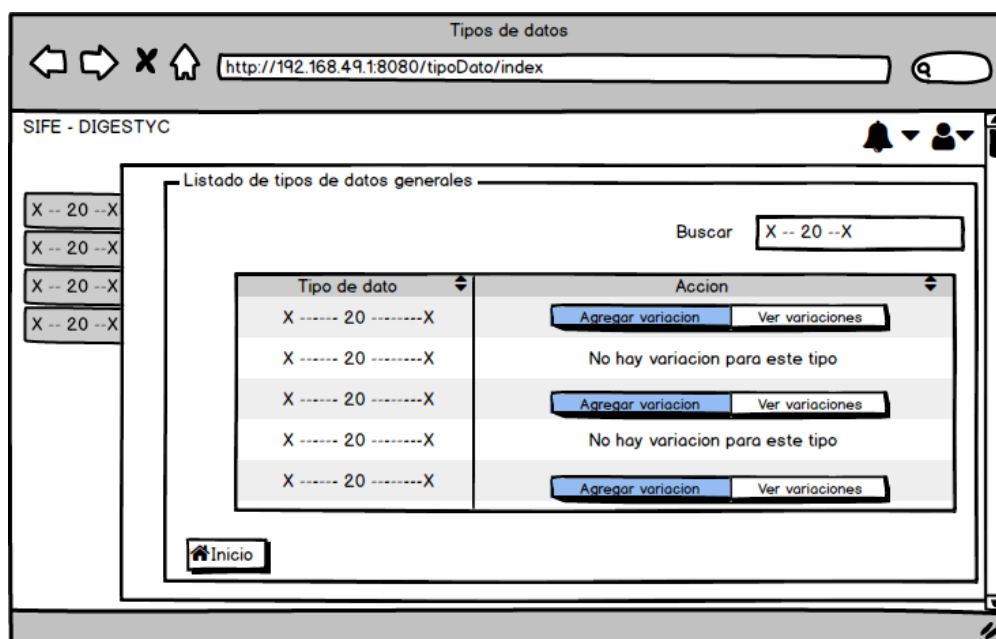 Tipos de datos
http://192.168.49.1:8080/tipoDato/index
SIFE - DIGESTYC
Listado de tipos de datos generales
X -- 20 --X
X -- 20 --X
X -- 20 --X
X -- 20 --X
Buscar X -- 20 --X
Tipo de dato Accion
X ------ 20 --------X Agregar variacion Ver variaciones
X ------ 20 --------X No hay variacion para este tipo
X ------ 20 --------X Agregar variacion Ver variaciones
X ------ 20 --------X No hay variacion para este tipo
X ------ 20 --------X Agregar variacion Ver variaciones
Inicio